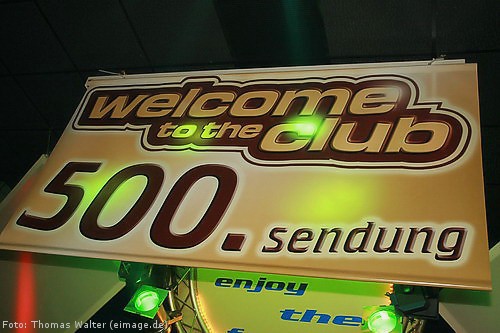 welcome
to the club
500. sendung
enjoy
the
Foto: Thomas Walter (eimage.de)